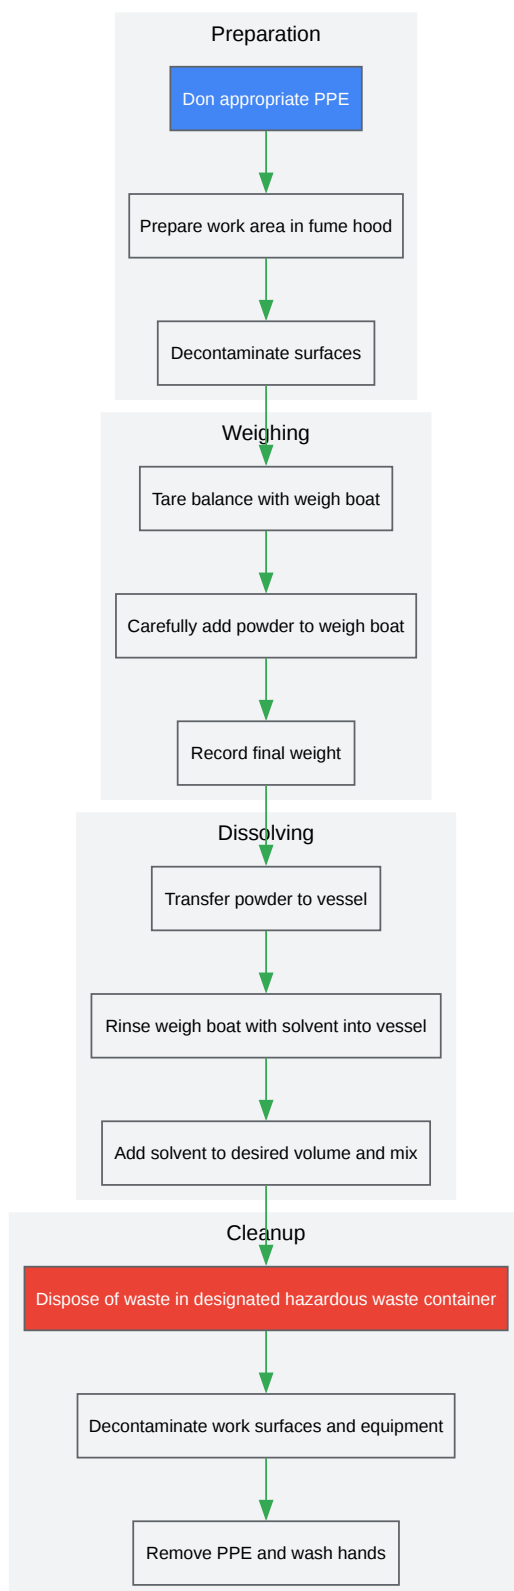 Preparation
Don appropriate PPE
Prepare work area in fume hood
Decontaminate surfaces
Weighing
Tare balance with weigh boat
Carefully add powder to weigh boat
Record final weight
Dissolving
Transfer powder to vessel
Rinse weigh boat with solvent into vessel
Add solvent to desired volume and mix
Cleanup
Dispose of waste in designated hazardous waste container
Decontaminate work surfaces and equipment
Remove PPE and wash hands